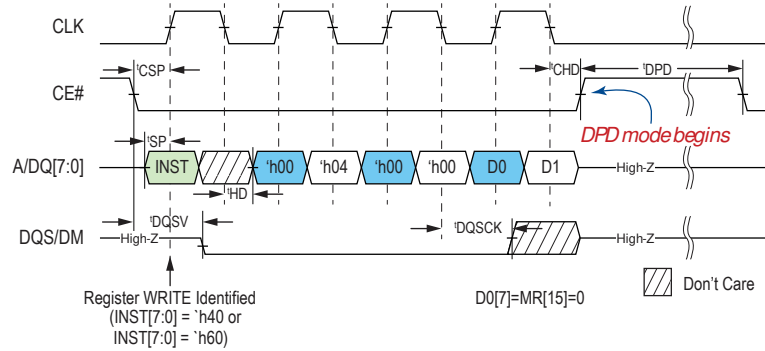 CLK
tCSP
tCHD
tDPD
CE#
DPD mode begins
tSP
A/DQ[7:0]
INST
‘h00
‘h04
‘h00
‘h00
D0
D1
High-Z
tHD
tDQSV
tDQSCK
DQS/DM
High-Z
High-Z
Register WRITE Identified
(INST[7:0] = `h40 or
INST[7:0] = `h60)
D0[7]=MR[15]=0
Don't Care